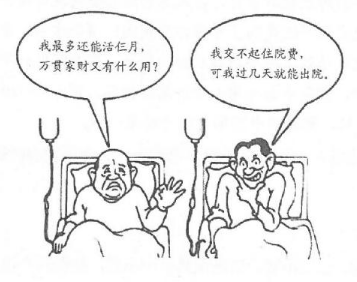 我最多还能活仨月，
万贯家财又有什么用？
我交不起住院费，
可我过几天就能出院。